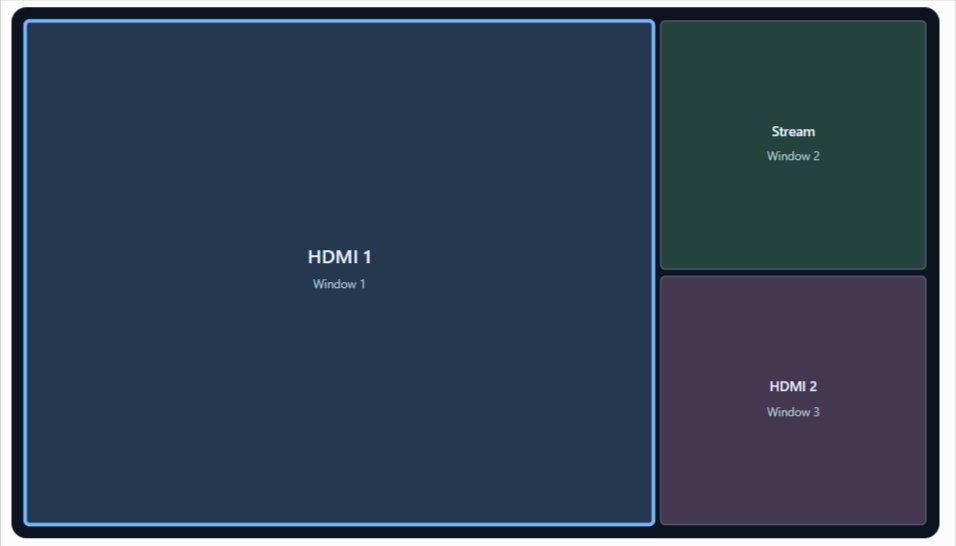 HDMI 1
Window 1
Stream
Window 2
HDMI 2
Window 3